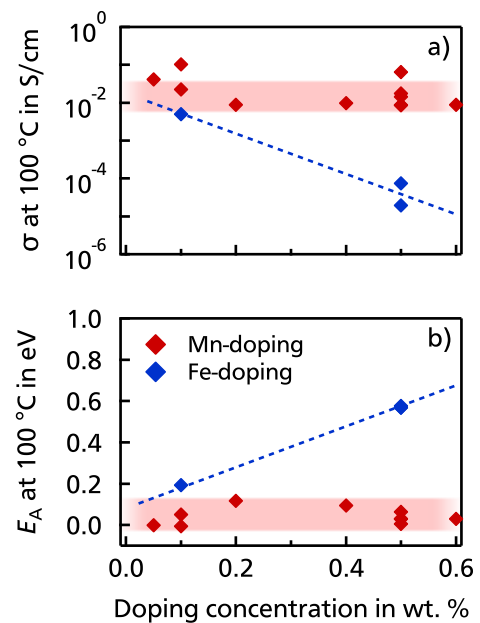 a)
10⁰
10⁻²
10⁻⁴
10⁻⁶
σ at 100 °C in S/cm
b)
Mn-doping
Fe-doping
1.0
0.8
0.6
0.4
0.2
0.0
E_A at 100 °C in eV
0.0 0.2 0.4 0.6
Doping concentration in wt. %